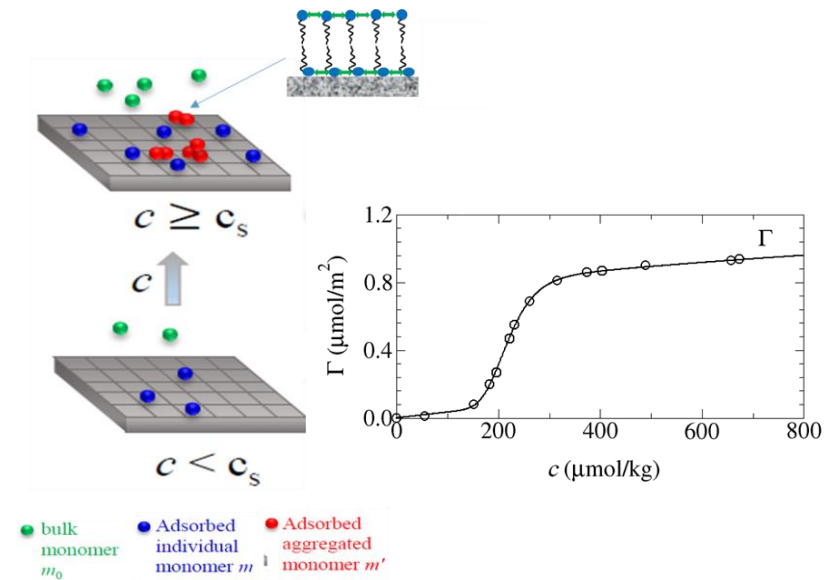 c ≥ cₛ
c
c < cₛ
bulk
monomer
m₀
Adsorbed
individual
monomer m
Adsorbed
aggregated
monomer m′
1.2
0.8
0.4
0.0
Γ (μmol/m²)
Γ
0
200
400
600
800
c (μmol/kg)